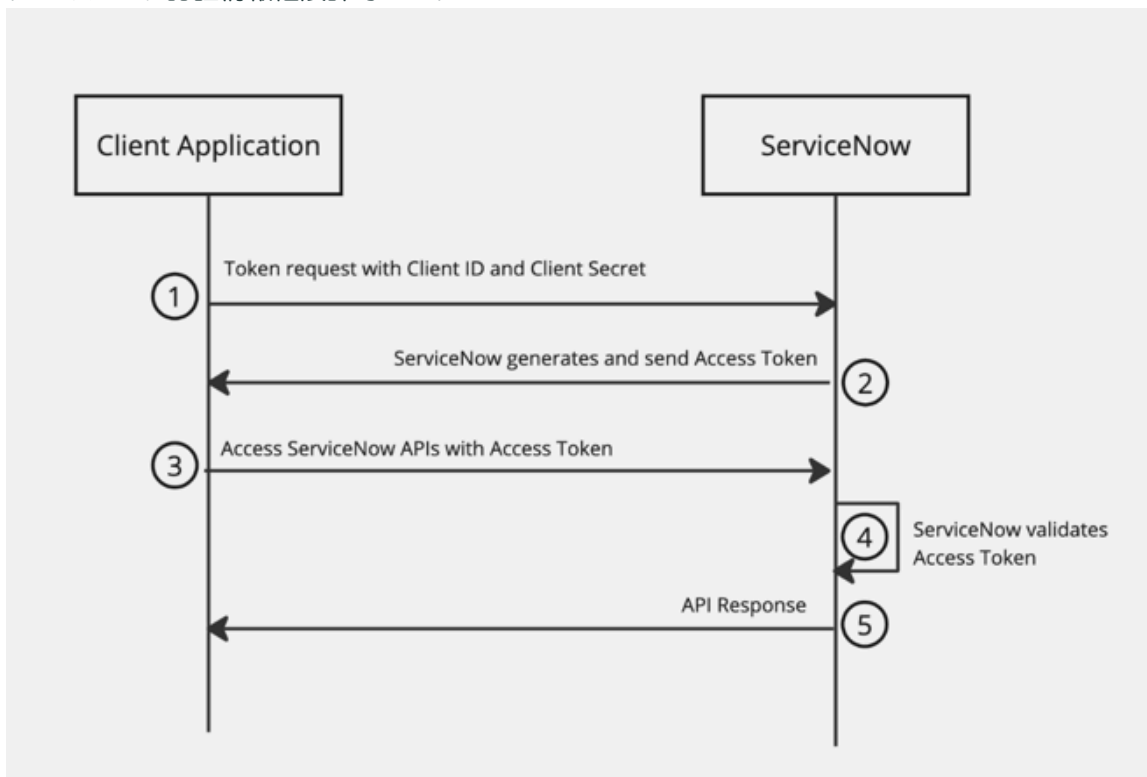 Client Application
ServiceNow
Token request with Client ID and Client Secret
1
ServiceNow generates and send Access Token
2
Access ServiceNow APIs with Access Token
3
4
ServiceNow validates
Access Token
API Response
5